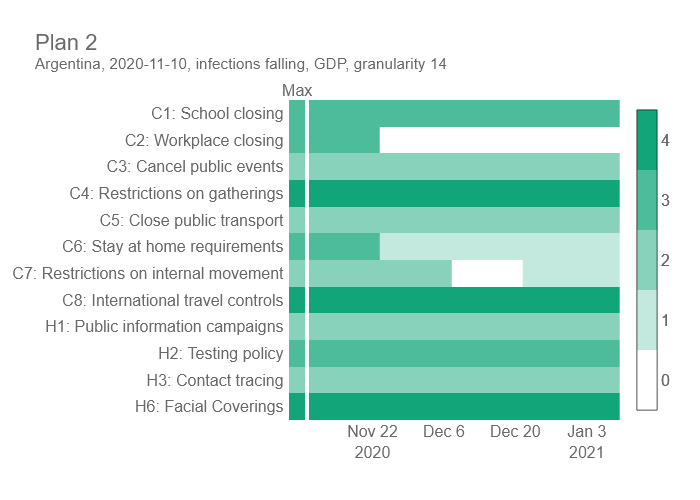 Plan 2
Argentina, 2020-11-10, infections falling, GDP, granularity 14
Max
C1: School closing
C2: Workplace closing
C3: Cancel public events
C4: Restrictions on gatherings
C5: Close public transport
C6: Stay at home requirements
C7: Restrictions on internal movement
C8: International travel controls
H1: Public information campaigns
H2: Testing policy
H3: Contact tracing
H6: Facial Coverings
Nov 22 Dec 6 Dec 20 Jan 3
2020 2021
4
3
2
1
0